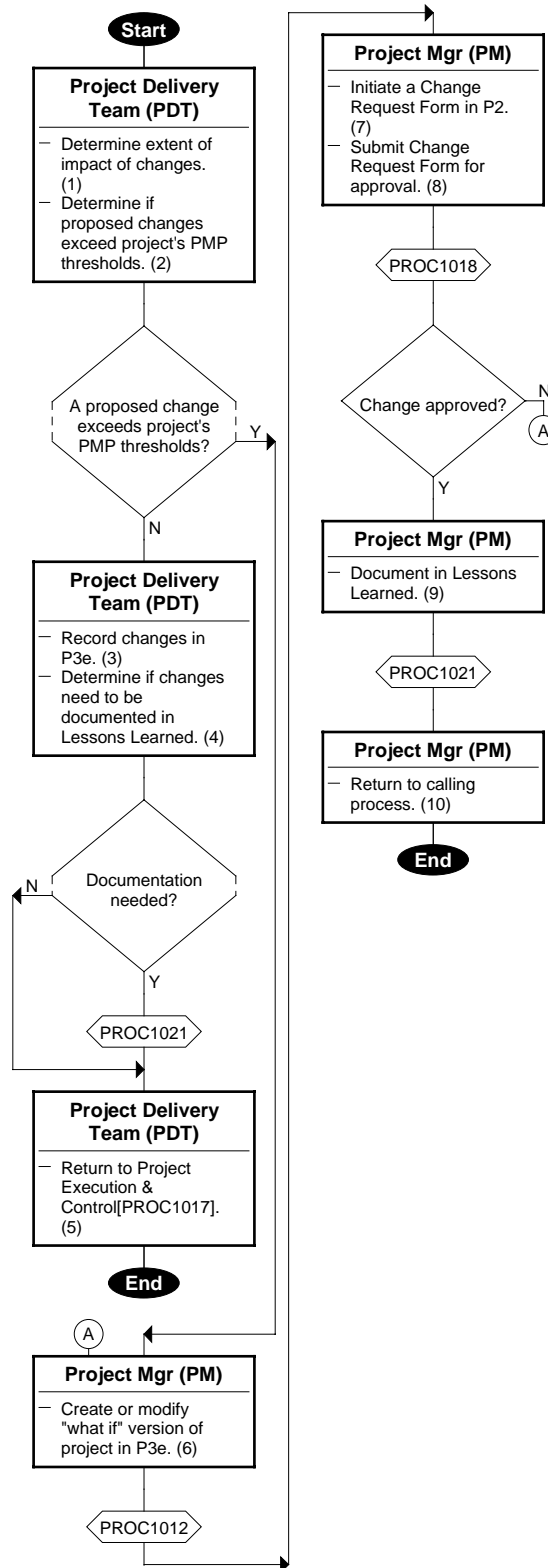 Start
Project Delivery
Team (PDT)
— Determine extent of
impact of changes.
(1)
— Determine if
proposed changes
exceed project's PMP
thresholds. (2)
A proposed change
exceeds project's
PMP thresholds?
Y
N
Project Delivery
Team (PDT)
— Record changes in
P3e. (3)
— Determine if changes
need to be
documented in
Lessons Learned. (4)
Documentation
needed?
N
Y
PROC1021
Project Delivery
Team (PDT)
— Return to Project
Execution &
Control[PROC1017].
(5)
End
A
Project Mgr (PM)
— Create or modify
"what if" version of
project in P3e. (6)
PROC1012
Project Mgr (PM)
— Initiate a Change
Request Form in P2.
(7)
— Submit Change
Request Form for
approval. (8)
PROC1018
Change approved?
N
A
Y
Project Mgr (PM)
— Document in Lessons
Learned. (9)
PROC1021
Project Mgr (PM)
— Return to calling
process. (10)
End